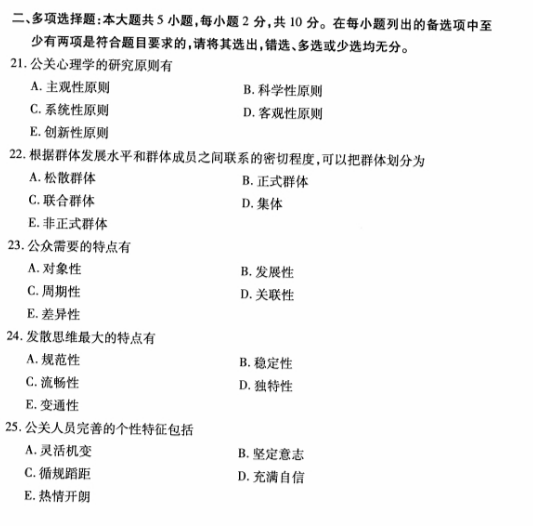 二、多项选择题:本大题共 5 小题,每小题 2 分,共 10 分。在每小题列出的备选项中至
少有两项是符合题目要求的,请将其选出,错选、多选或少选均无分。
21. 公关心理学的研究原则有
A. 主观性原则 B. 科学性原则
C. 系统性原则 D. 客观性原则
E. 创新性原则
22. 根据群体发展水平和群体成员之间联系的密切程度,可以把群体划分为
A. 松散群体 B. 正式群体
C. 联合群体 D. 集体
E. 非正式群体
23. 公众需要的特点有
A. 对象性 B. 发展性
C. 周期性 D. 关联性
E. 差异性
24. 发散思维最大的特点有
A. 规范性 B. 稳定性
C. 流畅性 D. 独特性
E. 变通性
25. 公关人员完善的个性特征包括
A. 灵活机变 B. 坚定意志
C. 循规蹈距 D. 充满自信
E. 热情开朗